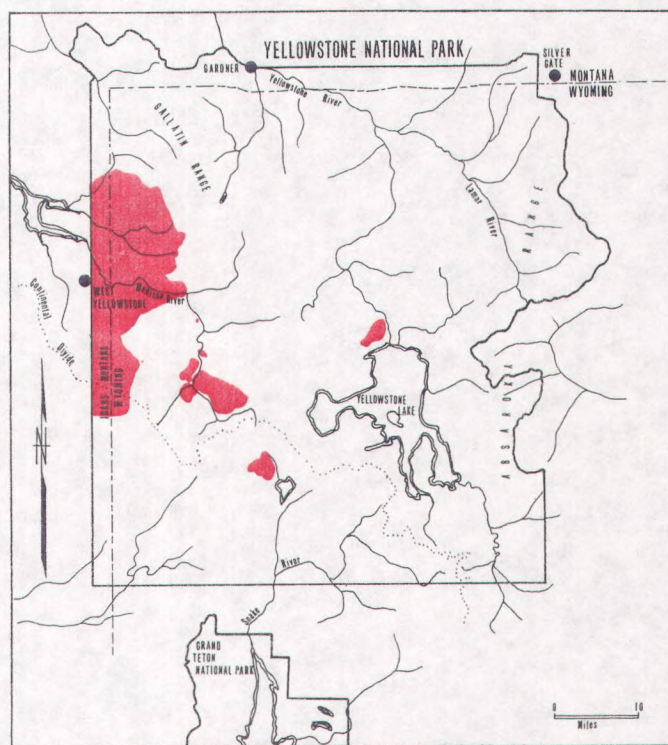 YELLOWSTONE NATIONAL PARK
SILVER
GATE
GARDNER
MONTANA
WYOMING
Yellowstone River
GALLATIN
RANGE
Lamar River
RANGE
ABSAROKA
Continental
Divide
WEST
YELLOWSTONE
Madison River
IDAHO MONTANA
WYOMING
YELLOWSTONE
LAKE
N
Snake River
GRAND
TETON
NATIONAL PARK
0 10
Miles